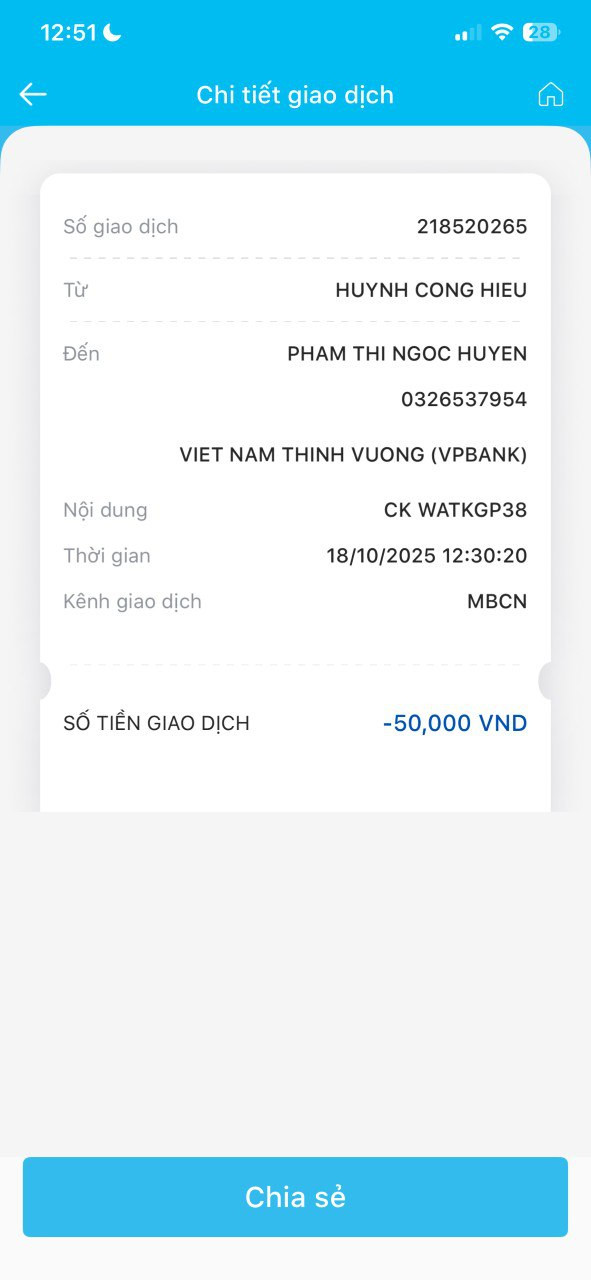 12:51
28
Chi tiết giao dịch
Số giao dịch 218520265
Từ HUYNH CONG HIEU
Đến PHAM THI NGOC HUYEN
0326537954
VIET NAM THINH VUONG (VPBANK)
Nội dung CK WATKGP38
Thời gian 18/10/2025 12:30:20
Kênh giao dịch MBCN
SỐ TIỀN GIAO DỊCH -50,000 VND
Chia sẻ